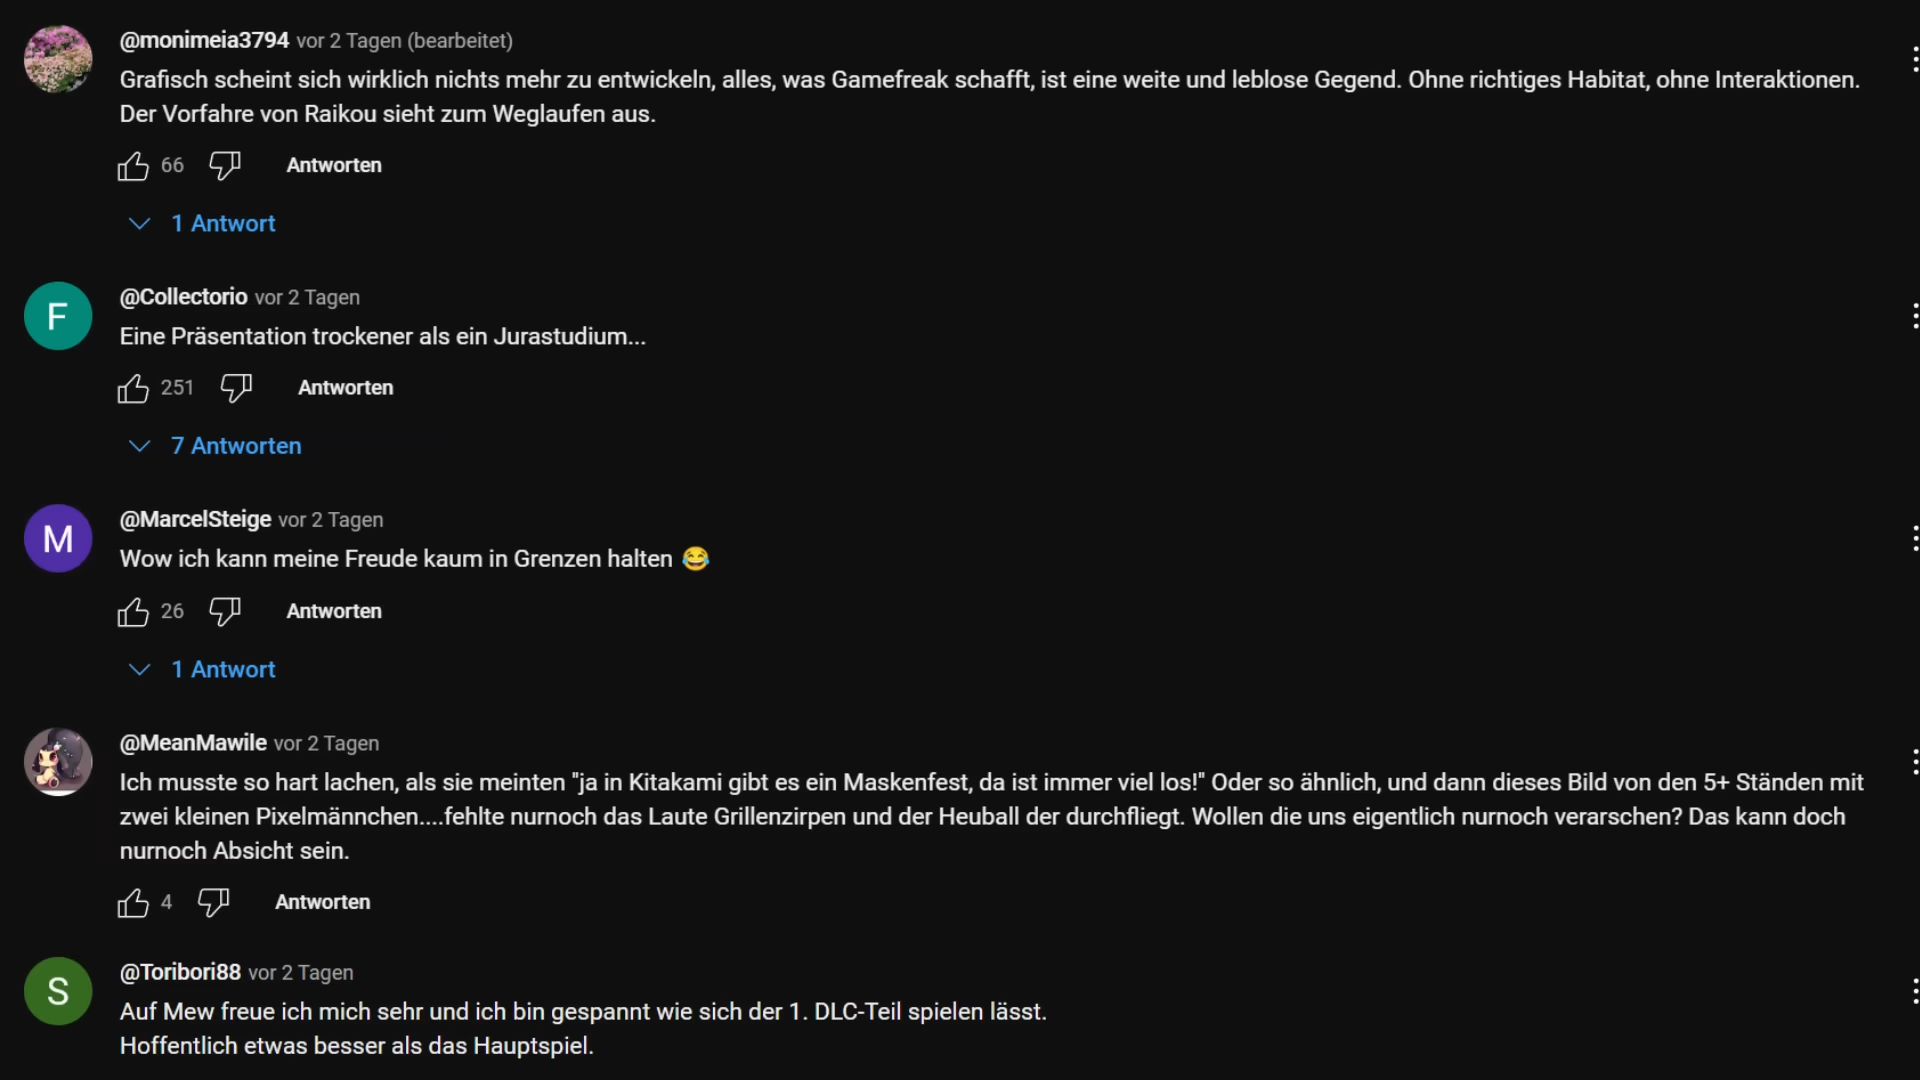 @monimeia3794 vor 2 Tagen (bearbeitet)
Grafisch scheint sich wirklich nichts mehr zu entwickeln, alles, was Gamefreak schafft, ist eine weite und leblose Gegend. Ohne richtiges Habitat, ohne Interaktionen.
Der Vorfahre von Raikou sieht zum Weglaufen aus.
66 Antworten
1 Antwort
F
@Collectorio vor 2 Tagen
Eine Präsentation trockener als ein Jurastudium...
251 Antworten
7 Antworten
M
@MarcelSteige vor 2 Tagen
Wow ich kann meine Freude kaum in Grenzen halten 😂
26 Antworten
1 Antwort
@MeanMawile vor 2 Tagen
Ich musste so hart lachen, als sie meinten "ja in Kitakami gibt es ein Maskenfest, da ist immer viel los!" Oder so ähnlich, und dann dieses Bild von den 5+ Ständen mit
zwei kleinen Pixelmännchen....fehlte nurnoch das Laute Grillenzirpen und der Heuball der durchfliegt. Wollen die uns eigentlich nurnoch verarschen? Das kann doch
nurnoch Absicht sein.
4 Antworten
S
@Toribori88 vor 2 Tagen
Auf Mew freue ich mich sehr und ich bin gespannt wie sich der 1. DLC-Teil spielen lässt.
Hoffentlich etwas besser als das Hauptspiel.